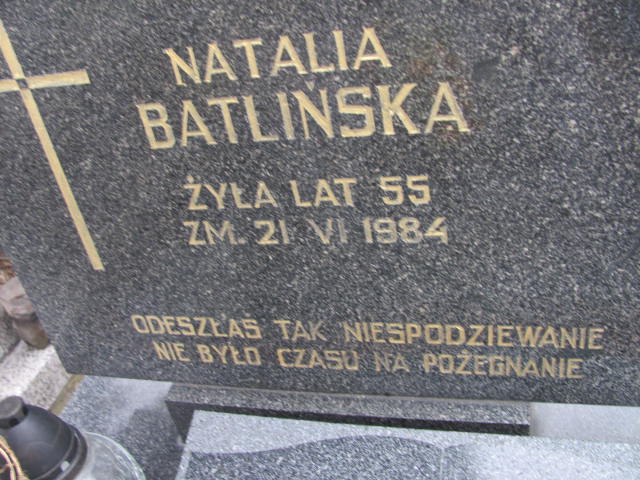 NATALIA
BATLIŃSKA
ŻYŁA LAT 55
ZM. 21 VI 1984
ODESZŁAŚ TAK NIESPODZIEWANIE
NIE BYŁO CZASU NA POŻEGNANIE